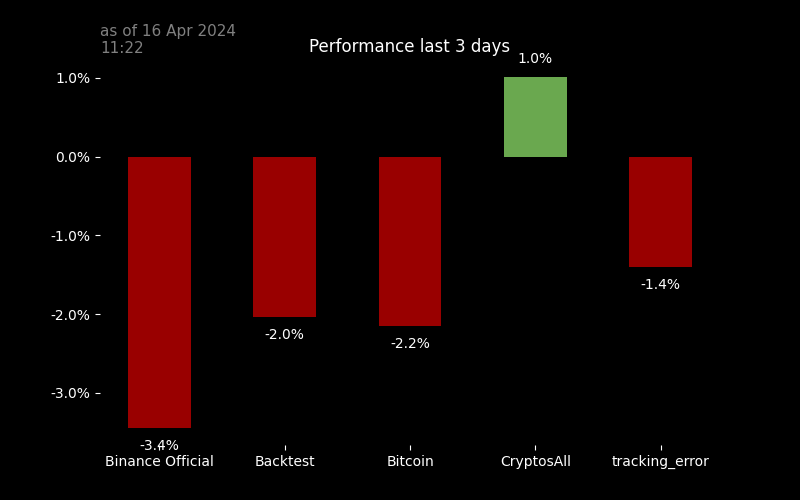 as of 16 Apr 2024
11:22
Performance last 3 days
1.0%
1.0%
0.0%
-1.0%
-2.0%
-3.0%
-3.4%
-2.0%
-2.2%
-1.4%
Binance Official
Backtest
Bitcoin
CryptosAll
tracking_error